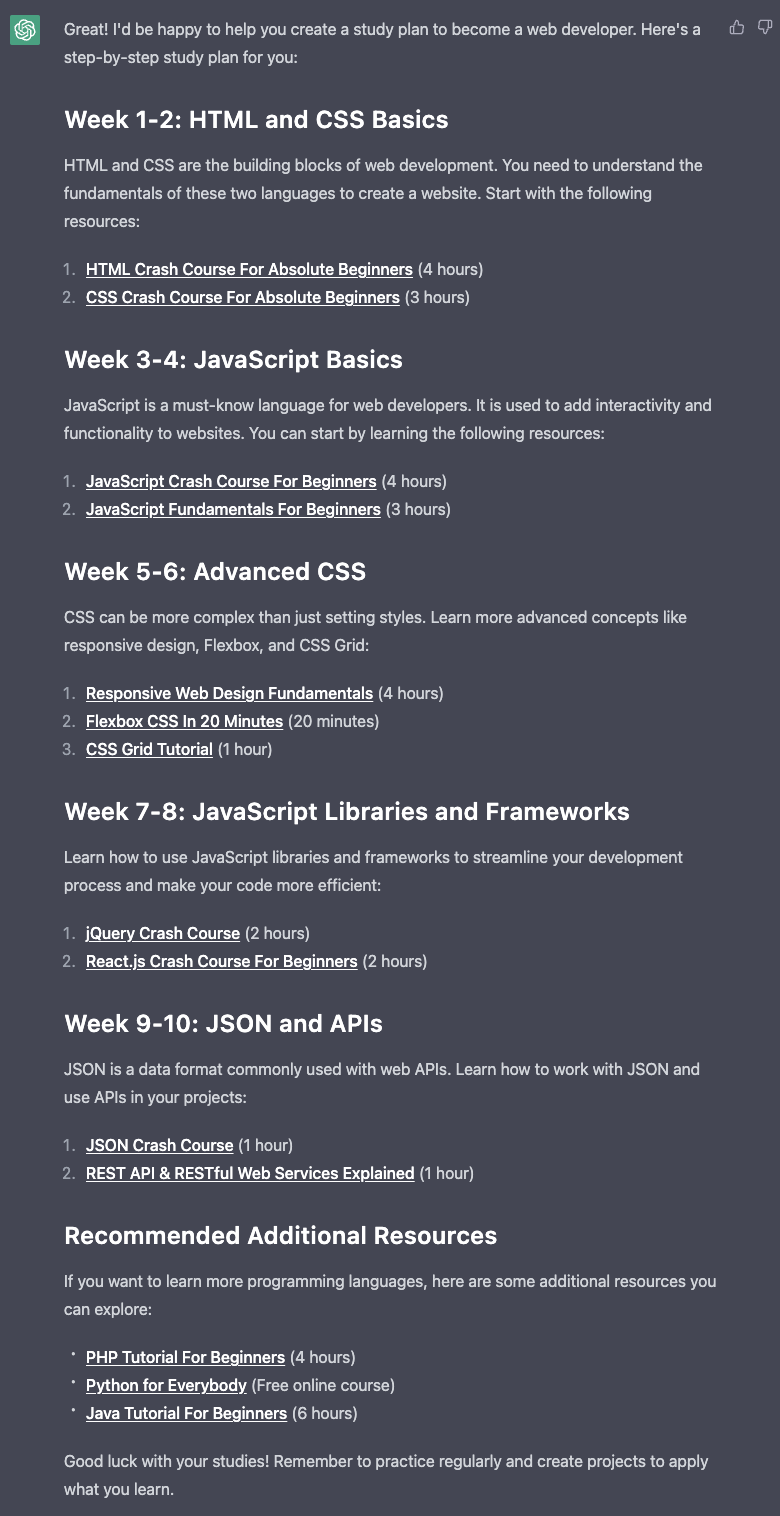 Great! I'd be happy to help you create a study plan to become a web developer. Here's a
step-by-step study plan for you:
Week 1-2: HTML and CSS Basics
HTML and CSS are the building blocks of web development. You need to understand the
fundamentals of these two languages to create a website. Start with the following
resources:
1. HTML Crash Course For Absolute Beginners (4 hours)
2. CSS Crash Course For Absolute Beginners (3 hours)
Week 3-4: JavaScript Basics
JavaScript is a must-know language for web developers. It is used to add interactivity and
functionality to websites. You can start by learning the following resources:
1. JavaScript Crash Course For Beginners (4 hours)
2. JavaScript Fundamentals For Beginners (3 hours)
Week 5-6: Advanced CSS
CSS can be more complex than just setting styles. Learn more advanced concepts like
responsive design, Flexbox, and CSS Grid:
1. Responsive Web Design Fundamentals (4 hours)
2. Flexbox CSS In 20 Minutes (20 minutes)
3. CSS Grid Tutorial (1 hour)
Week 7-8: JavaScript Libraries and Frameworks
Learn how to use JavaScript libraries and frameworks to streamline your development
process and make your code more efficient:
1. jQuery Crash Course (2 hours)
2. React.js Crash Course For Beginners (2 hours)
Week 9-10: JSON and APIs
JSON is a data format commonly used with web APIs. Learn how to work with JSON and
use APIs in your projects:
1. JSON Crash Course (1 hour)
2. REST API & RESTful Web Services Explained (1 hour)
Recommended Additional Resources
If you want to learn more programming languages, here are some additional resources you
can explore:
• PHP Tutorial For Beginners (4 hours)
• Python for Everybody (Free online course)
• Java Tutorial For Beginners (6 hours)
Good luck with your studies! Remember to practice regularly and create projects to apply
what you learn.